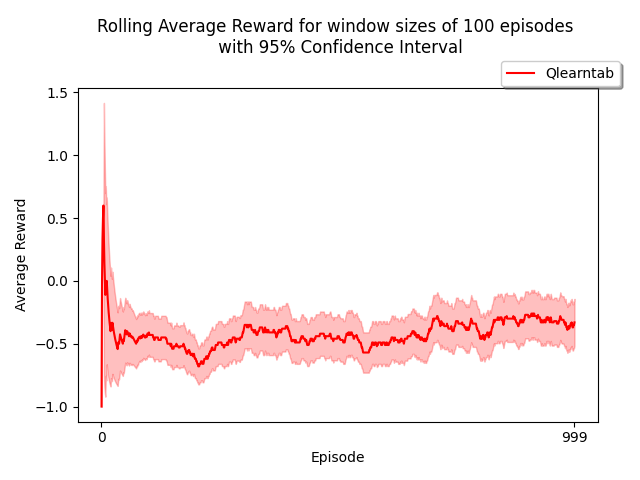 Rolling Average Reward for window sizes of 100 episodes
with 95% Confidence Interval
Qlearntab
1.5
1.0
0.5
0.0
−0.5
−1.0
Average Reward
0
999
Episode